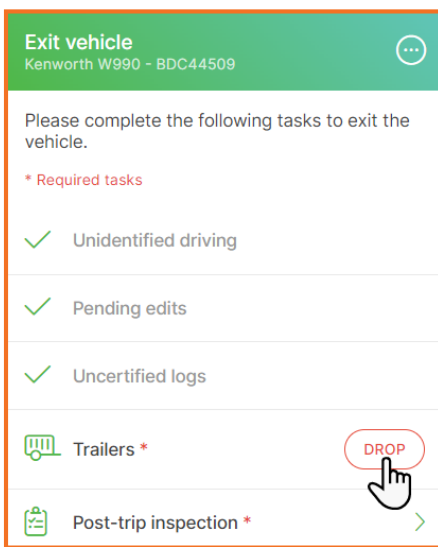 Exit vehicle
Kenworth W990 - BDC44509
Please complete the following tasks to exit the
vehicle.
* Required tasks
Unidentified driving
Pending edits
Uncertified logs
Trailers *
DROP
Post-trip inspection *